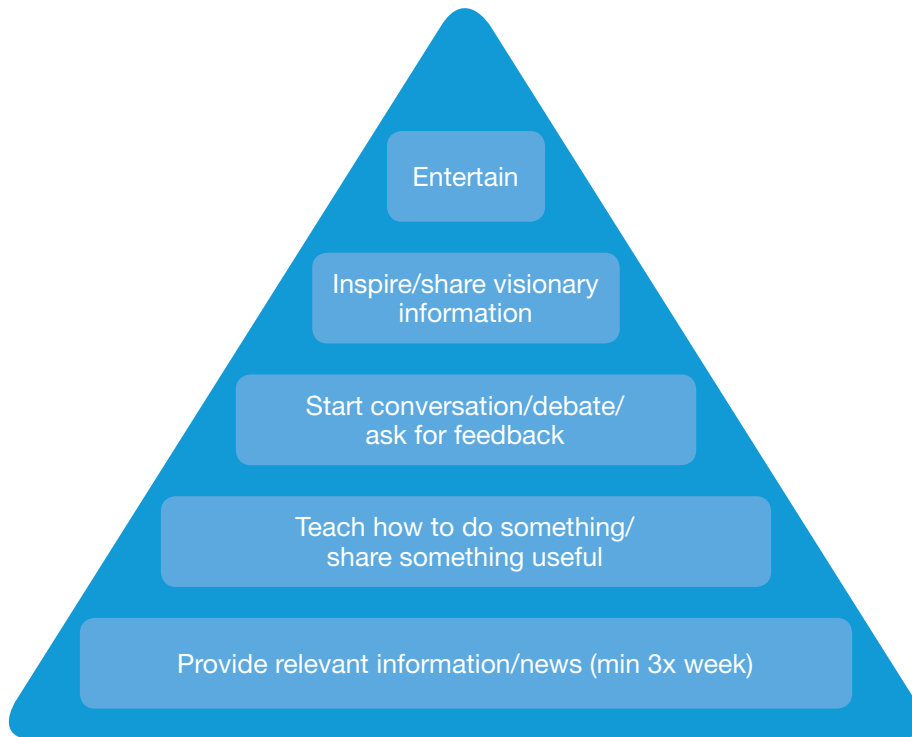 Entertain
Inspire/share visionary
information
Start conversation/debate/
ask for feedback
Teach how to do something/
share something useful
Provide relevant information/news (min 3x week)